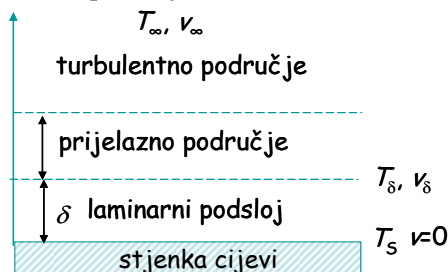 T∞, v∞
turbulentno područje
prijelazno područje
Tδ, vδ
δ laminarni podsloj
TS v=0
stjenka cijevi